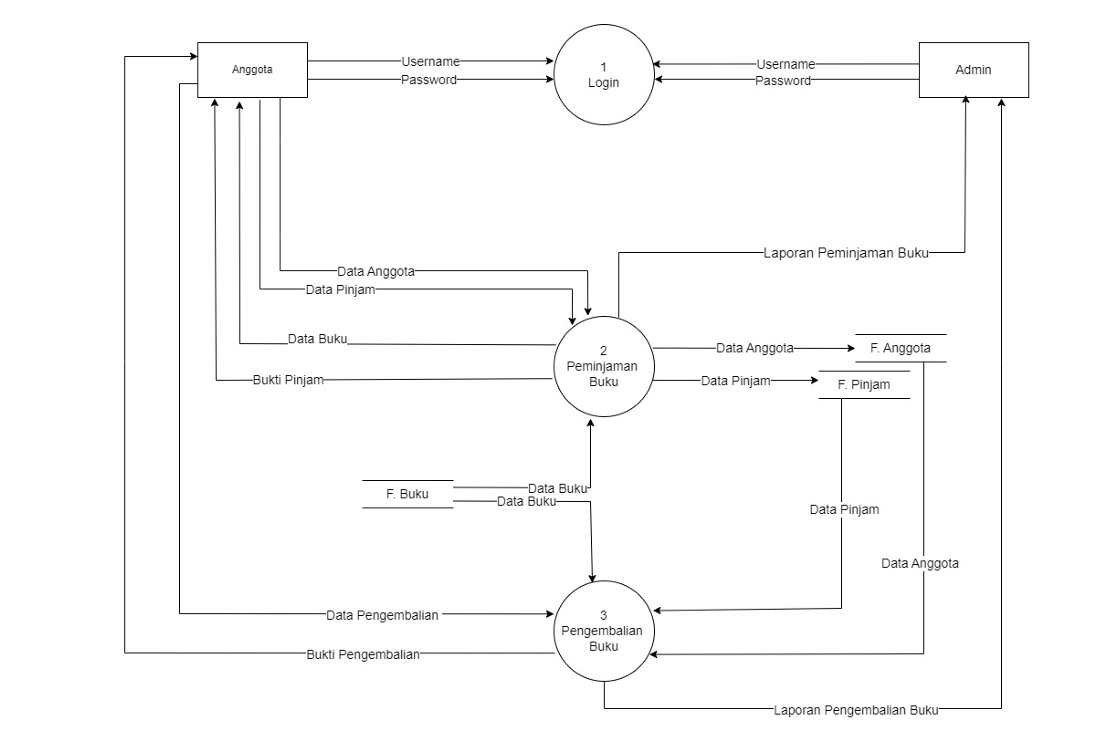 Anggota
Username
Password
1
Login
Username
Password
Admin
Laporan Peminjaman Buku
Data Anggota
Data Pinjam
Data Buku
Bukti Pinjam
2
Peminjaman
Buku
Data Anggota
F. Anggota
Data Pinjam
F. Pinjam
F. Buku
Data Buku
Data Buku
Data Pinjam
Data Anggota
Data Pengembalian
3
Pengembalian
Buku
Bukti Pengembalian
Laporan Pengembalian Buku